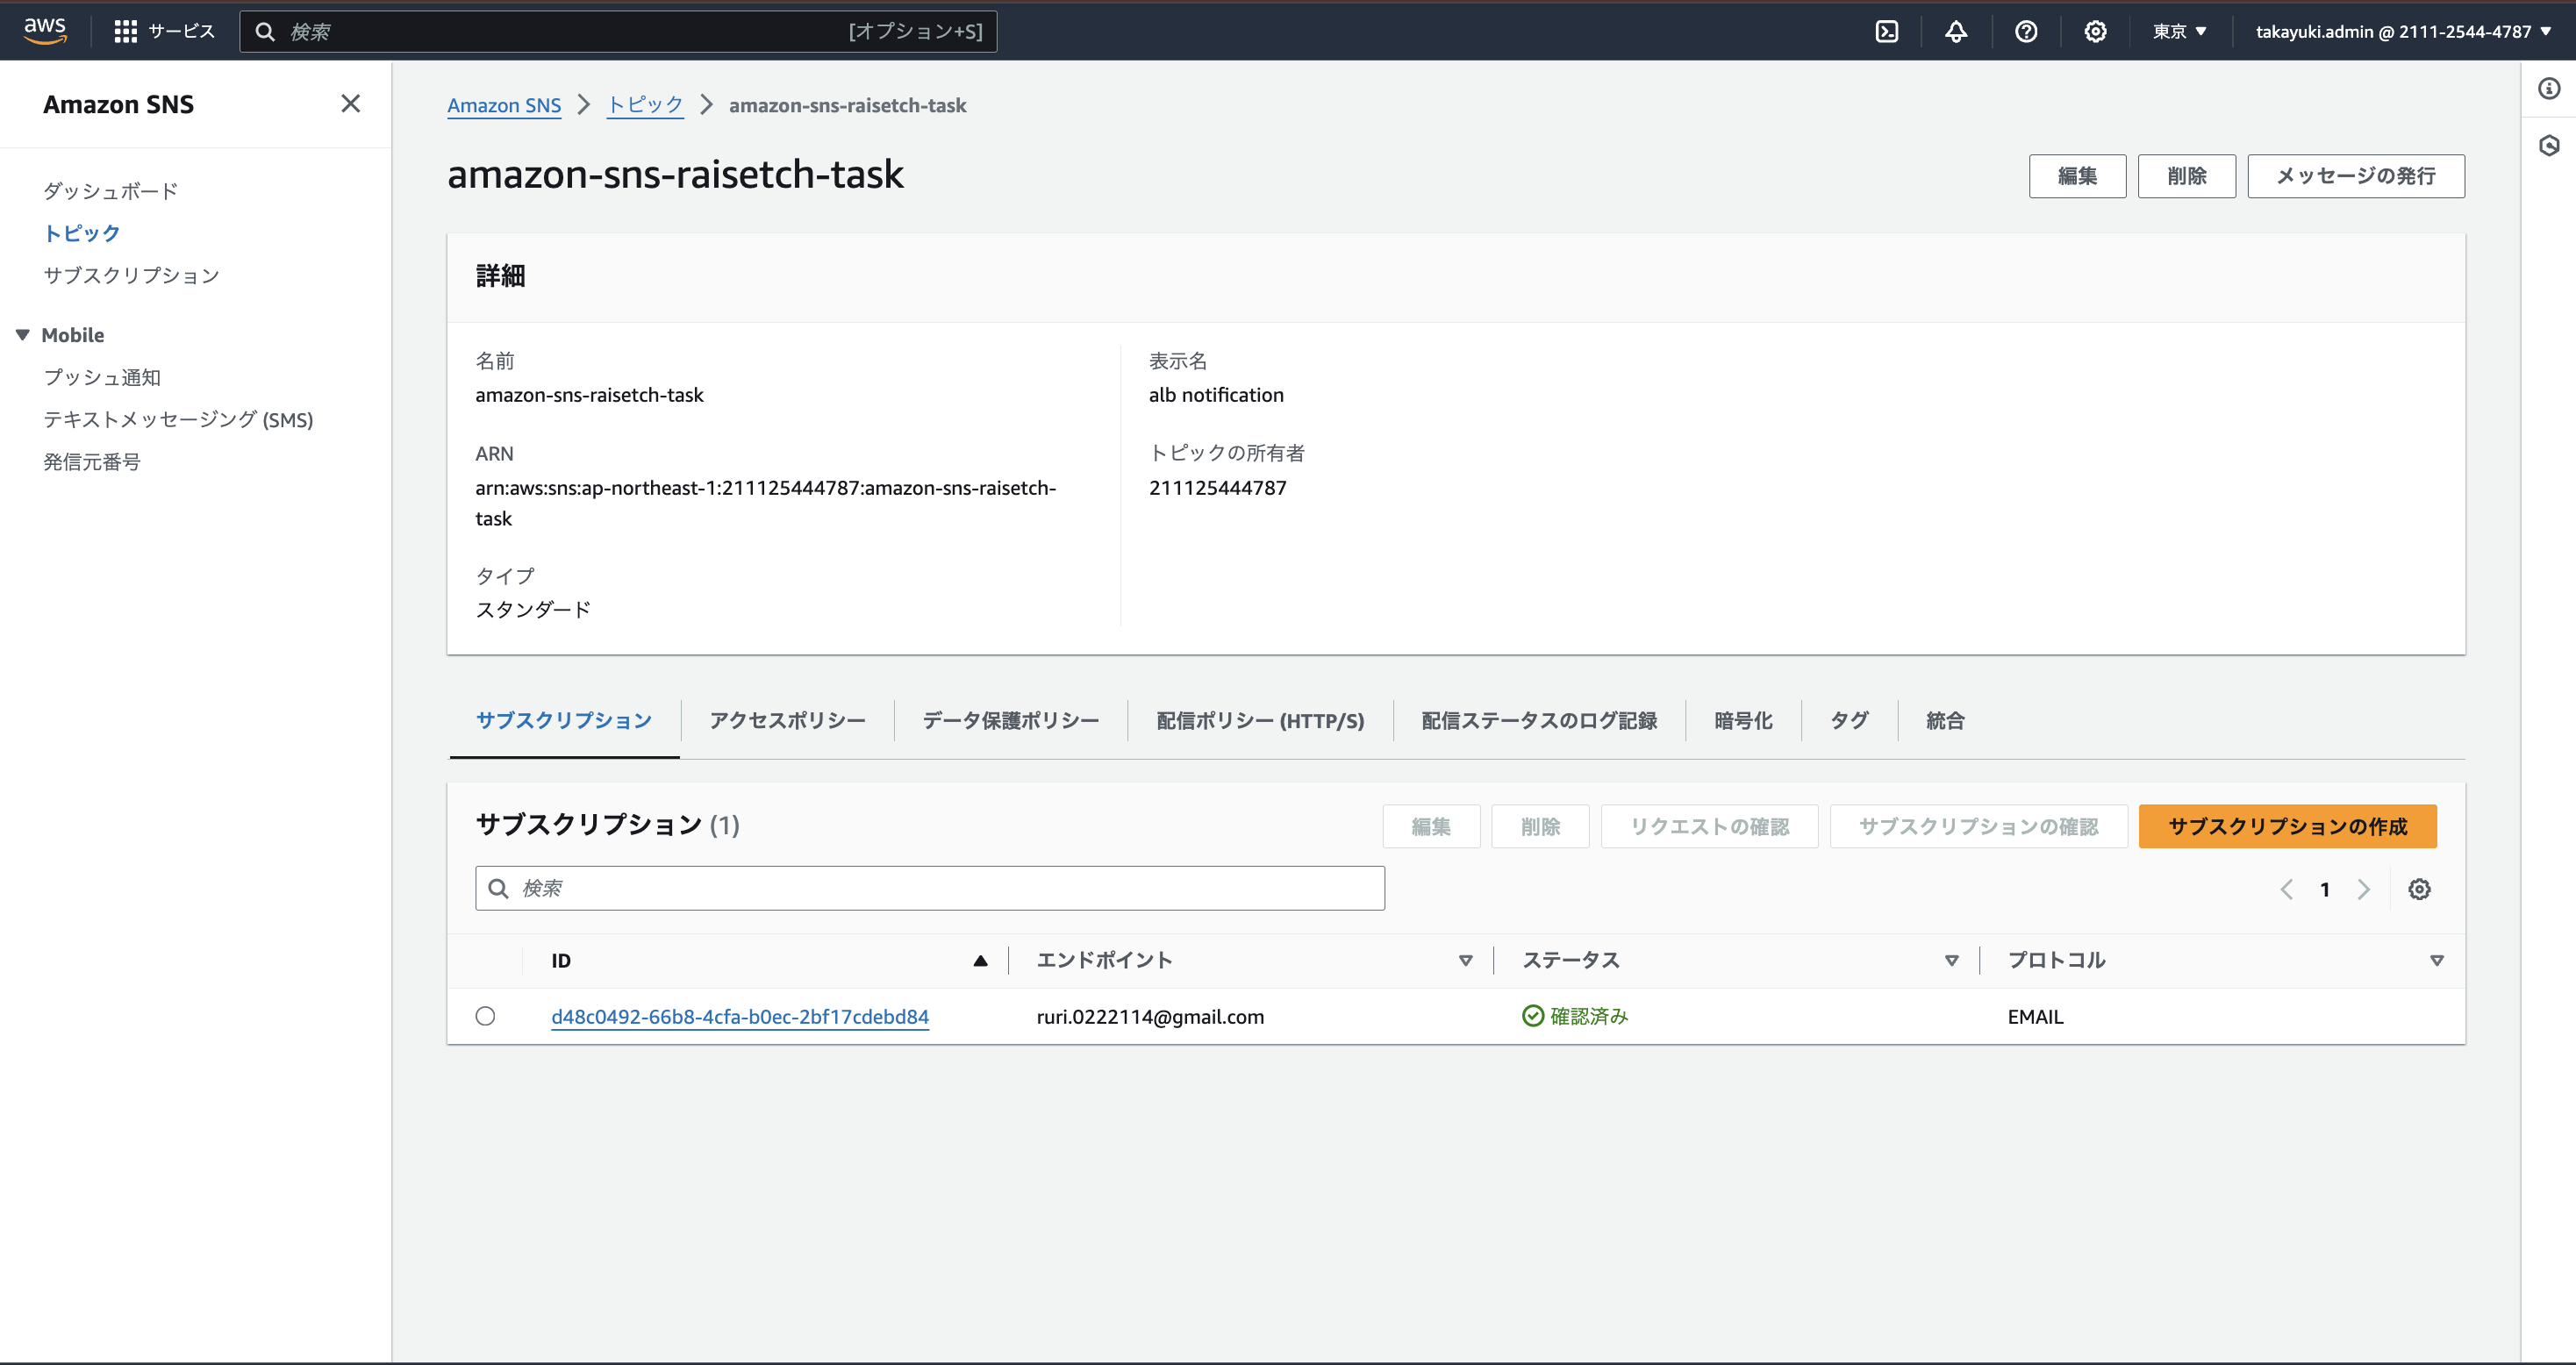 aws
サービス
検索
[オプション+S]
東京
takayuki.admin @ 2111-2544-4787
Amazon SNS
ダッシュボード
トピック
サブスクリプション
Mobile
プッシュ通知
テキストメッセージング (SMS)
発信元番号
Amazon SNS
トピック
amazon-sns-raisetch-task
amazon-sns-raisetch-task
編集
削除
メッセージの発行
詳細
名前
amazon-sns-raisetch-task
ARN
arn:aws:sns:ap-northeast-1:211125444787:amazon-sns-raisetch-
task
タイプ
スタンダード
表示名
alb notification
トピックの所有者
211125444787
サブスクリプション
アクセスポリシー
データ保護ポリシー
配信ポリシー (HTTP/S)
配信ステータスのログ記録
暗号化
タグ
統合
サブスクリプション (1)
編集
削除
リクエストの確認
サブスクリプションの確認
サブスクリプションの作成
検索
1
ID
エンドポイント
ステータス
プロトコル
d48c0492-66b8-4cfa-b0ec-2bf17cdebd84
ruri.0222114@gmail.com
確認済み
EMAIL